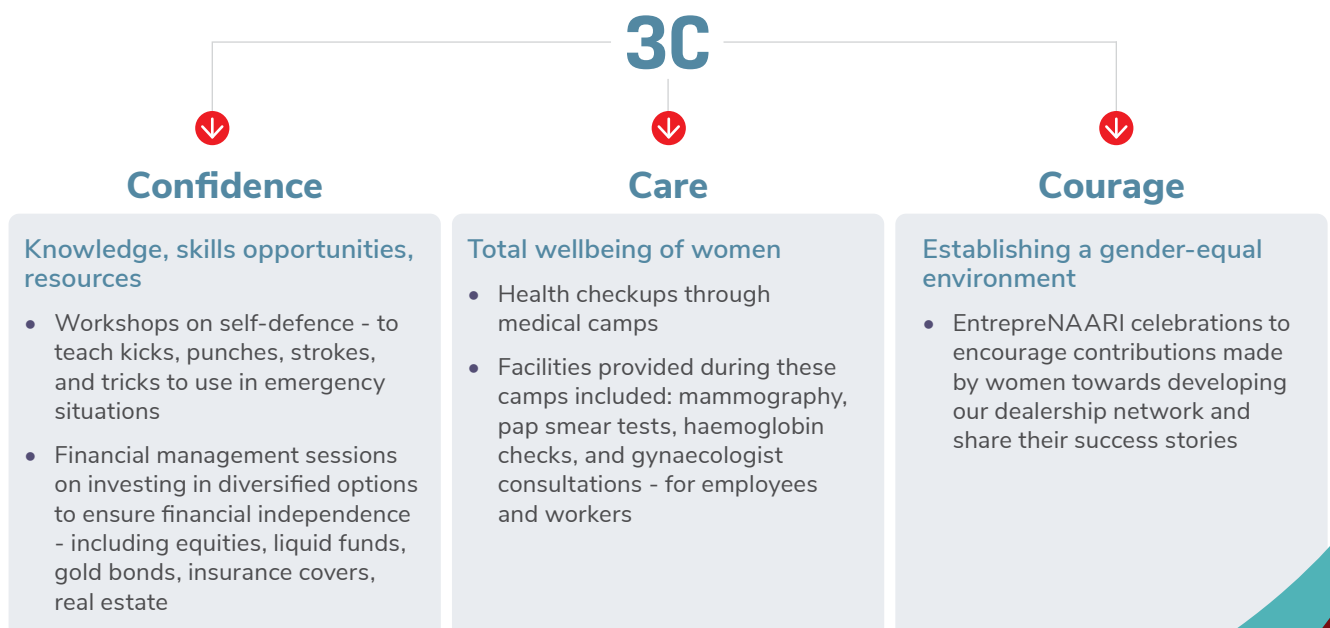 3C
Confidence
Knowledge, skills opportunities,
resources
• Workshops on self-defence - to
teach kicks, punches, strokes,
and tricks to use in emergency
situations
• Financial management sessions
on investing in diversified options
to ensure financial independence
- including equities, liquid funds,
gold bonds, insurance covers,
real estate
Care
Total wellbeing of women
• Health checkups through
medical camps
• Facilities provided during these
camps included: mammography,
pap smear tests, haemoglobin
checks, and gynaecologist
consultations - for employees
and workers
Courage
Establishing a gender-equal
environment
• EntrepreNAARI celebrations to
encourage contributions made
by women towards developing
our dealership network and
share their success stories